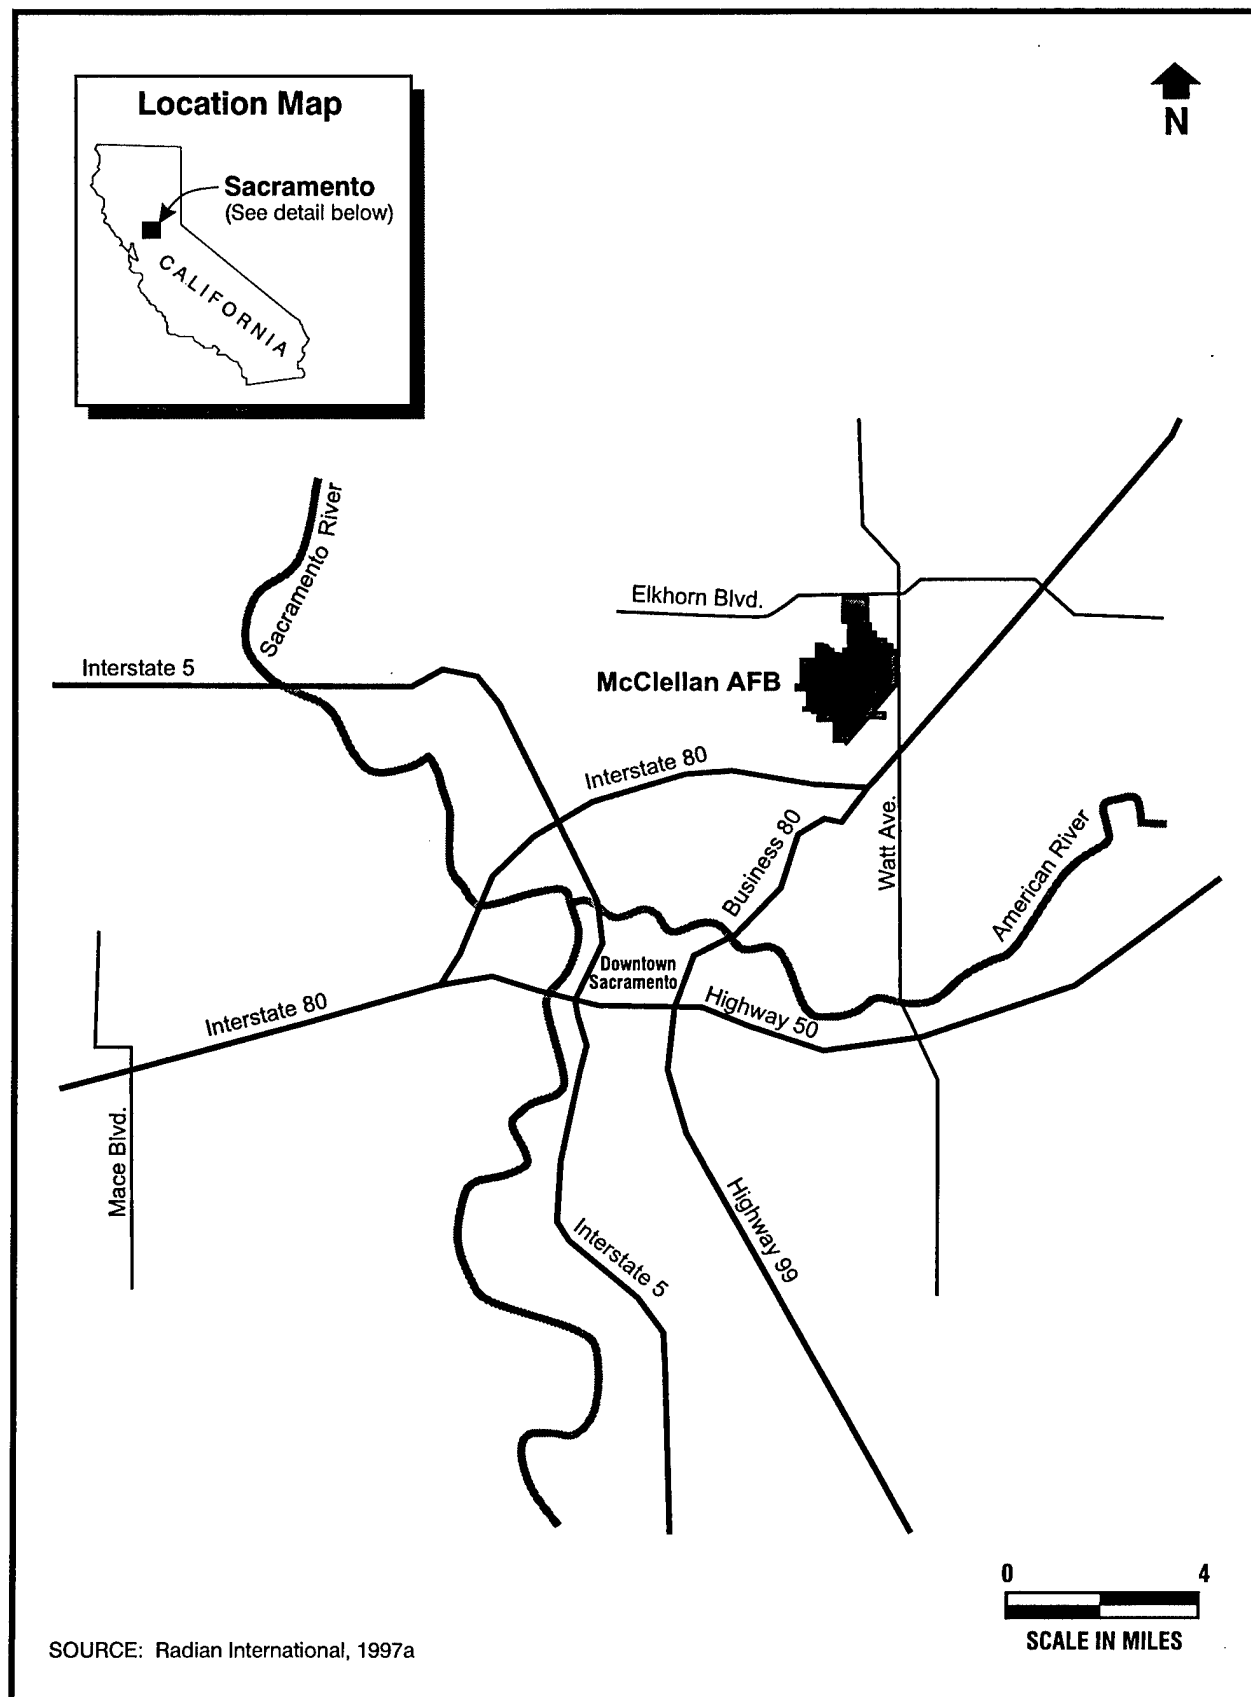 Location Map
N
Sacramento
(See detail below)
CALIFORNIA
Sacramento River
Elkhorn Blvd.
Interstate 5
McClellan AFB
Interstate 80
Business 80
Watt Ave.
American River
Downtown
Sacramento
Highway 50
Interstate 80
Mace Blvd.
Highway 99
Interstate 5
0 4
SCALE IN MILES
SOURCE: Radian International, 1997a